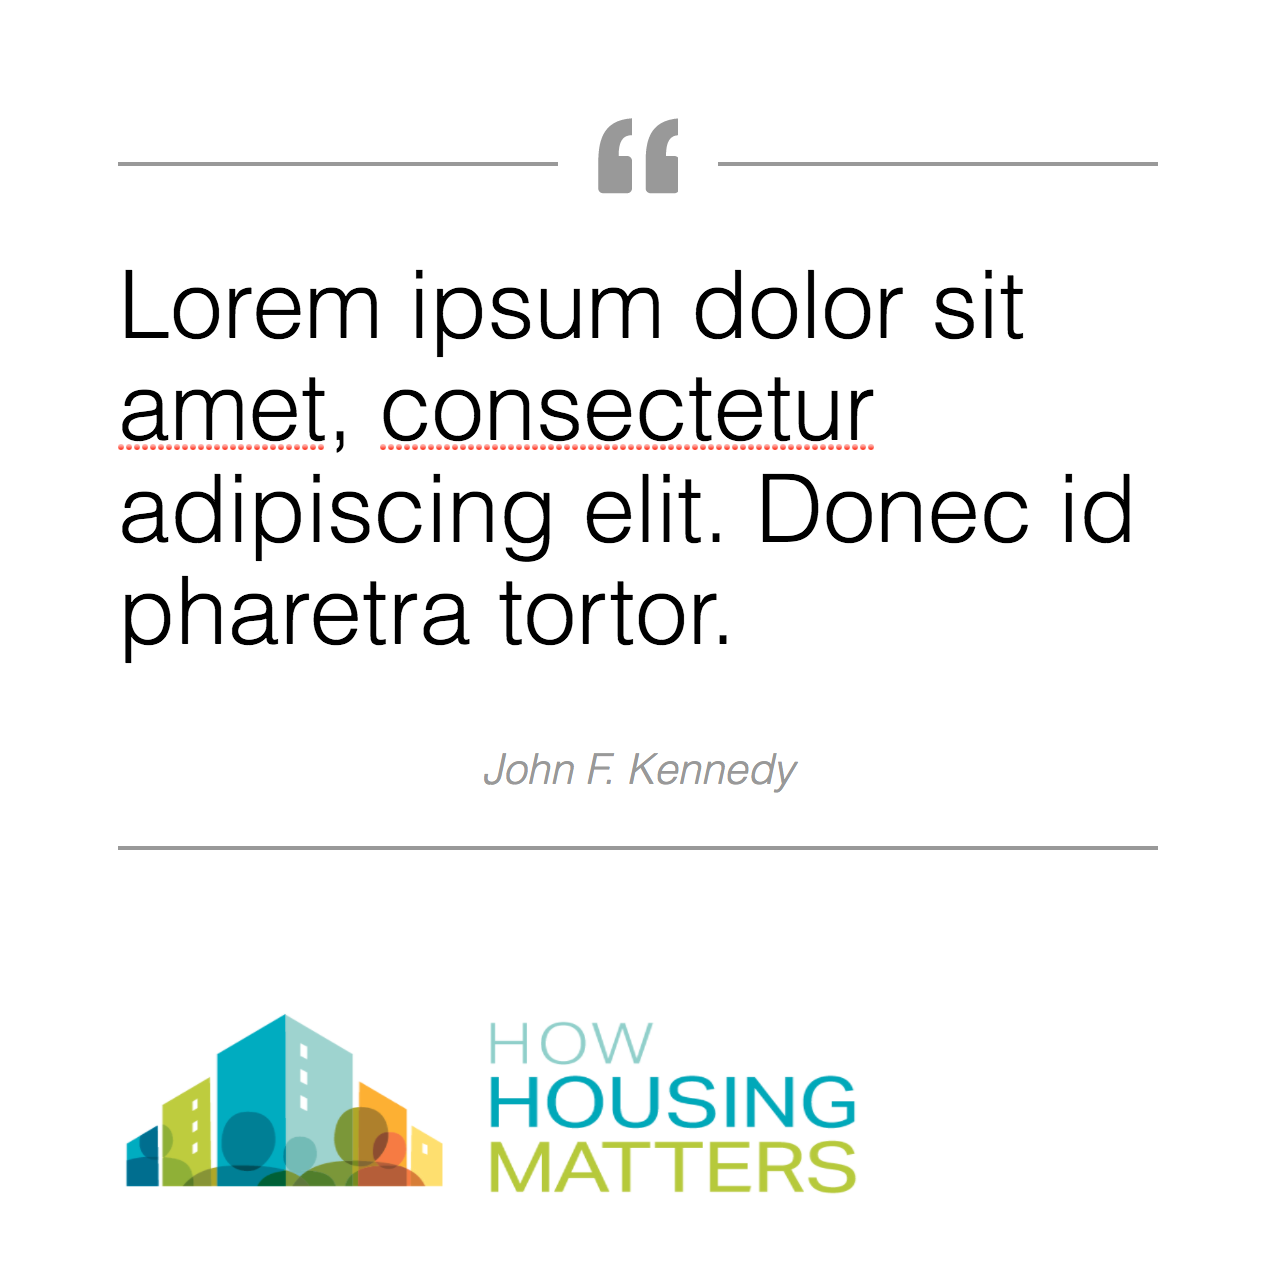 “
Lorem ipsum dolor sit
amet, consectetur
adipiscing elit. Donec id
pharetra tortor.
John F. Kennedy
HOW
HOUSING
MATTERS